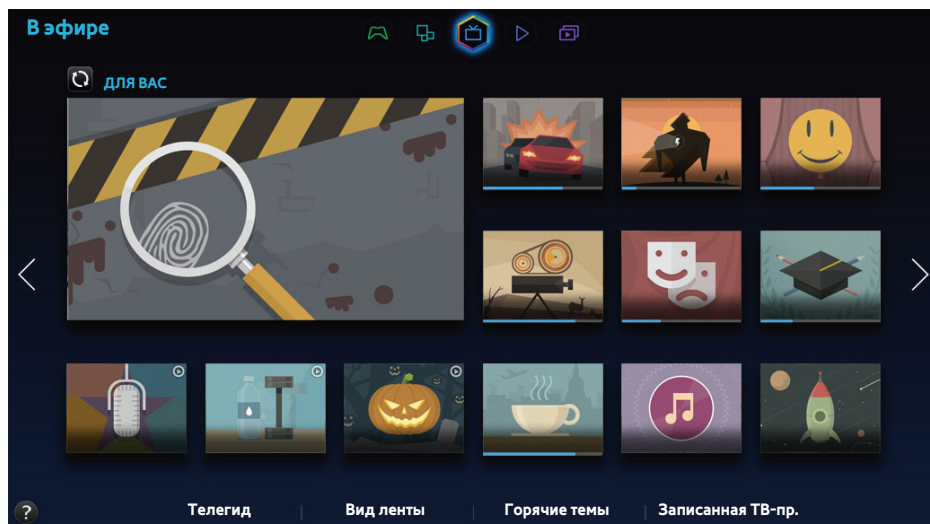 В эфире
ДЛЯ ВАС
?
Телегид
Вид ленты
Горячие темы
Записанная ТВ-пр.